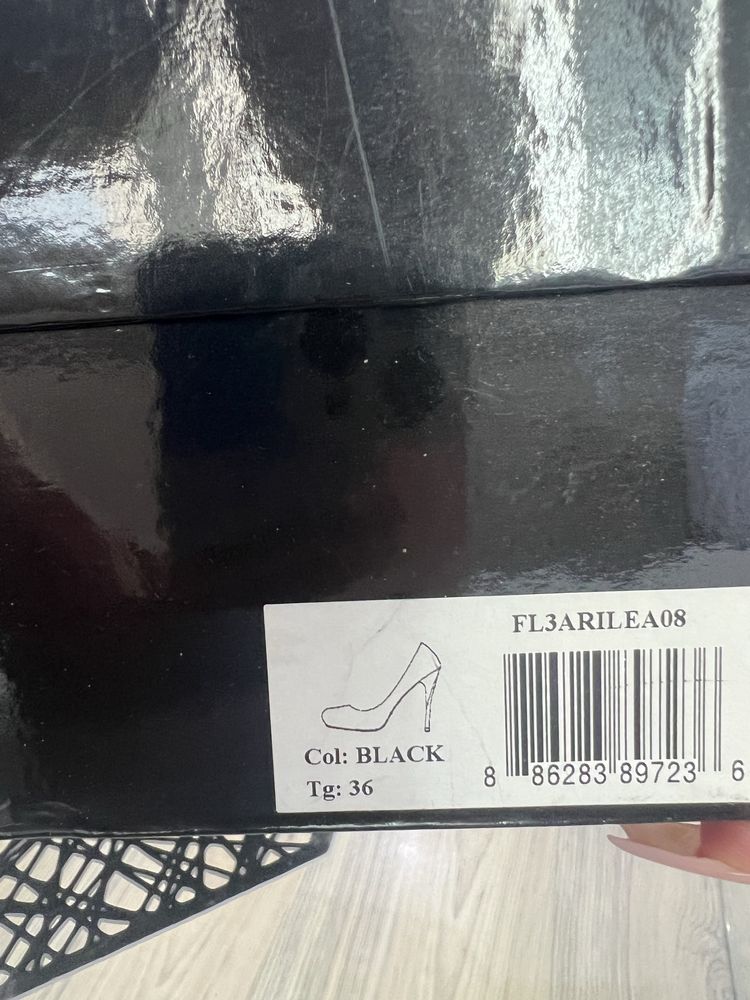 FL3ARILEA08
Col: BLACK
Tg: 36
8 86283 89723 6